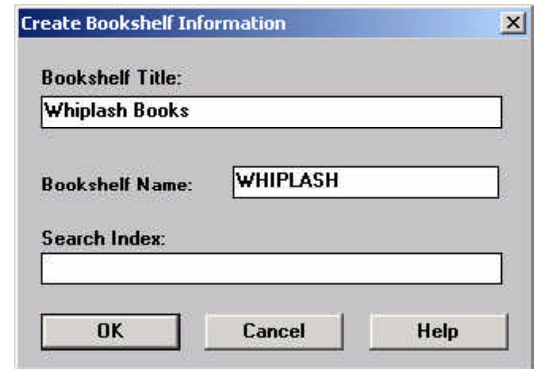 Create Bookshelf Information
Bookshelf Title:
Whiplash Books
Bookshelf Name: WHIPLASH
Search Index:
OK Cancel Help